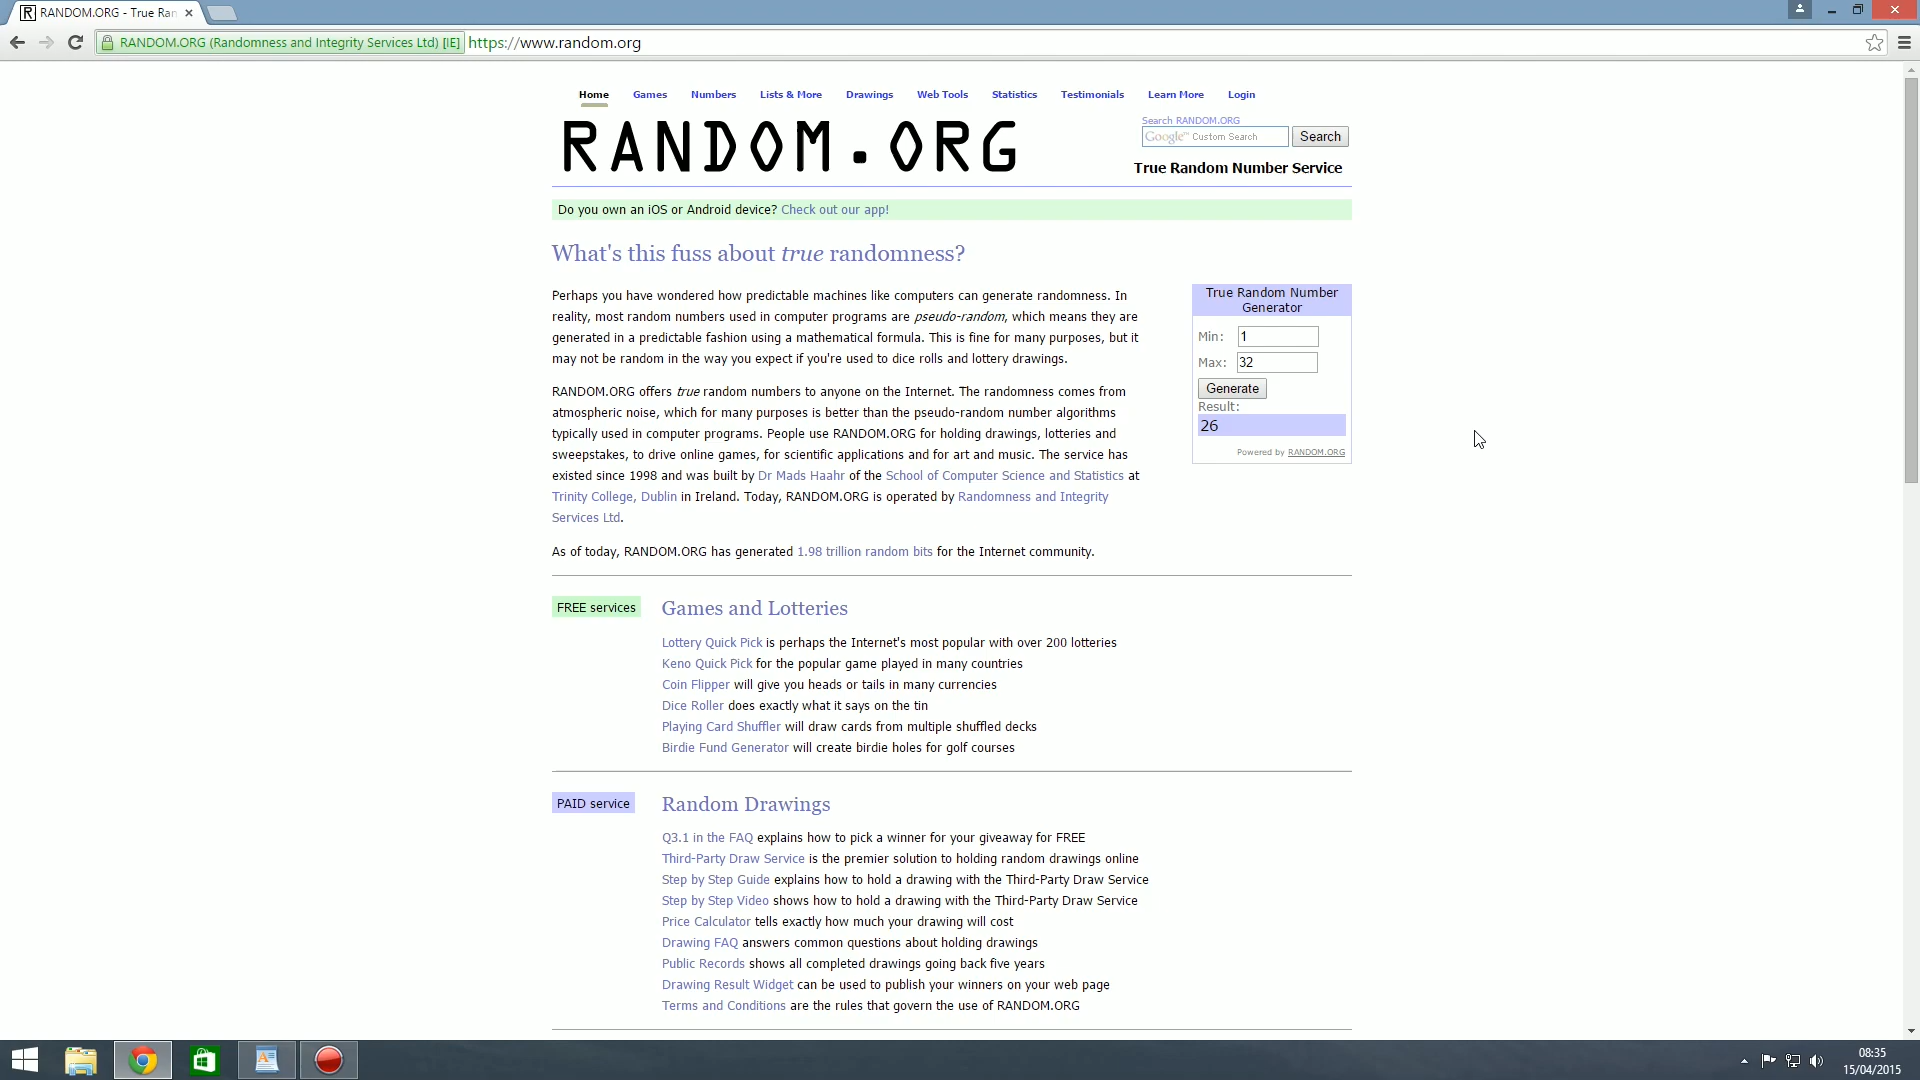 RANDOM.ORG - True Ran
RANDOM.ORG (Randomness and Integrity Services Ltd) [IE] https://www.random.org
Home Games Numbers Lists & More Drawings Web Tools Statistics Testimonials Learn More Login
RANDOM.ORG
Search RANDOM.ORG
Google™ Custom Search Search
True Random Number Service
Do you own an iOS or Android device? Check out our app!
What's this fuss about true randomness?
Perhaps you have wondered how predictable machines like computers can generate randomness. In
reality, most random numbers used in computer programs are pseudo-random, which means they are
generated in a predictable fashion using a mathematical formula. This is fine for many purposes, but it
may not be random in the way you expect if you're used to dice rolls and lottery drawings.
RANDOM.ORG offers true random numbers to anyone on the Internet. The randomness comes from
atmospheric noise, which for many purposes is better than the pseudo-random number algorithms
typically used in computer programs. People use RANDOM.ORG for holding drawings, lotteries and
sweepstakes, to drive online games, for scientific applications and for art and music. The service has
existed since 1998 and was built by Dr Mads Haahr of the School of Computer Science and Statistics at
Trinity College, Dublin in Ireland. Today, RANDOM.ORG is operated by Randomness and Integrity
Services Ltd.
As of today, RANDOM.ORG has generated 1.98 trillion random bits for the Internet community.
True Random Number
Generator
Min: 1
Max: 32
Generate
Result:
26
Powered by RANDOM.ORG
FREE services
Games and Lotteries
Lottery Quick Pick is perhaps the Internet's most popular with over 200 lotteries
Keno Quick Pick for the popular game played in many countries
Coin Flipper will give you heads or tails in many currencies
Dice Roller does exactly what it says on the tin
Playing Card Shuffler will draw cards from multiple shuffled decks
Birdie Fund Generator will create birdie holes for golf courses
PAID service
Random Drawings
Q3.1 in the FAQ explains how to pick a winner for your giveaway for FREE
Third-Party Draw Service is the premier solution to holding random drawings online
Step by Step Guide explains how to hold a drawing with the Third-Party Draw Service
Step by Step Video shows how to hold a drawing with the Third-Party Draw Service
Price Calculator tells exactly how much your drawing will cost
Drawing FAQ answers common questions about holding drawings
Public Records shows all completed drawings going back five years
Drawing Result Widget can be used to publish your winners on your web page
Terms and Conditions are the rules that govern the use of RANDOM.ORG
08:35
15/04/2015